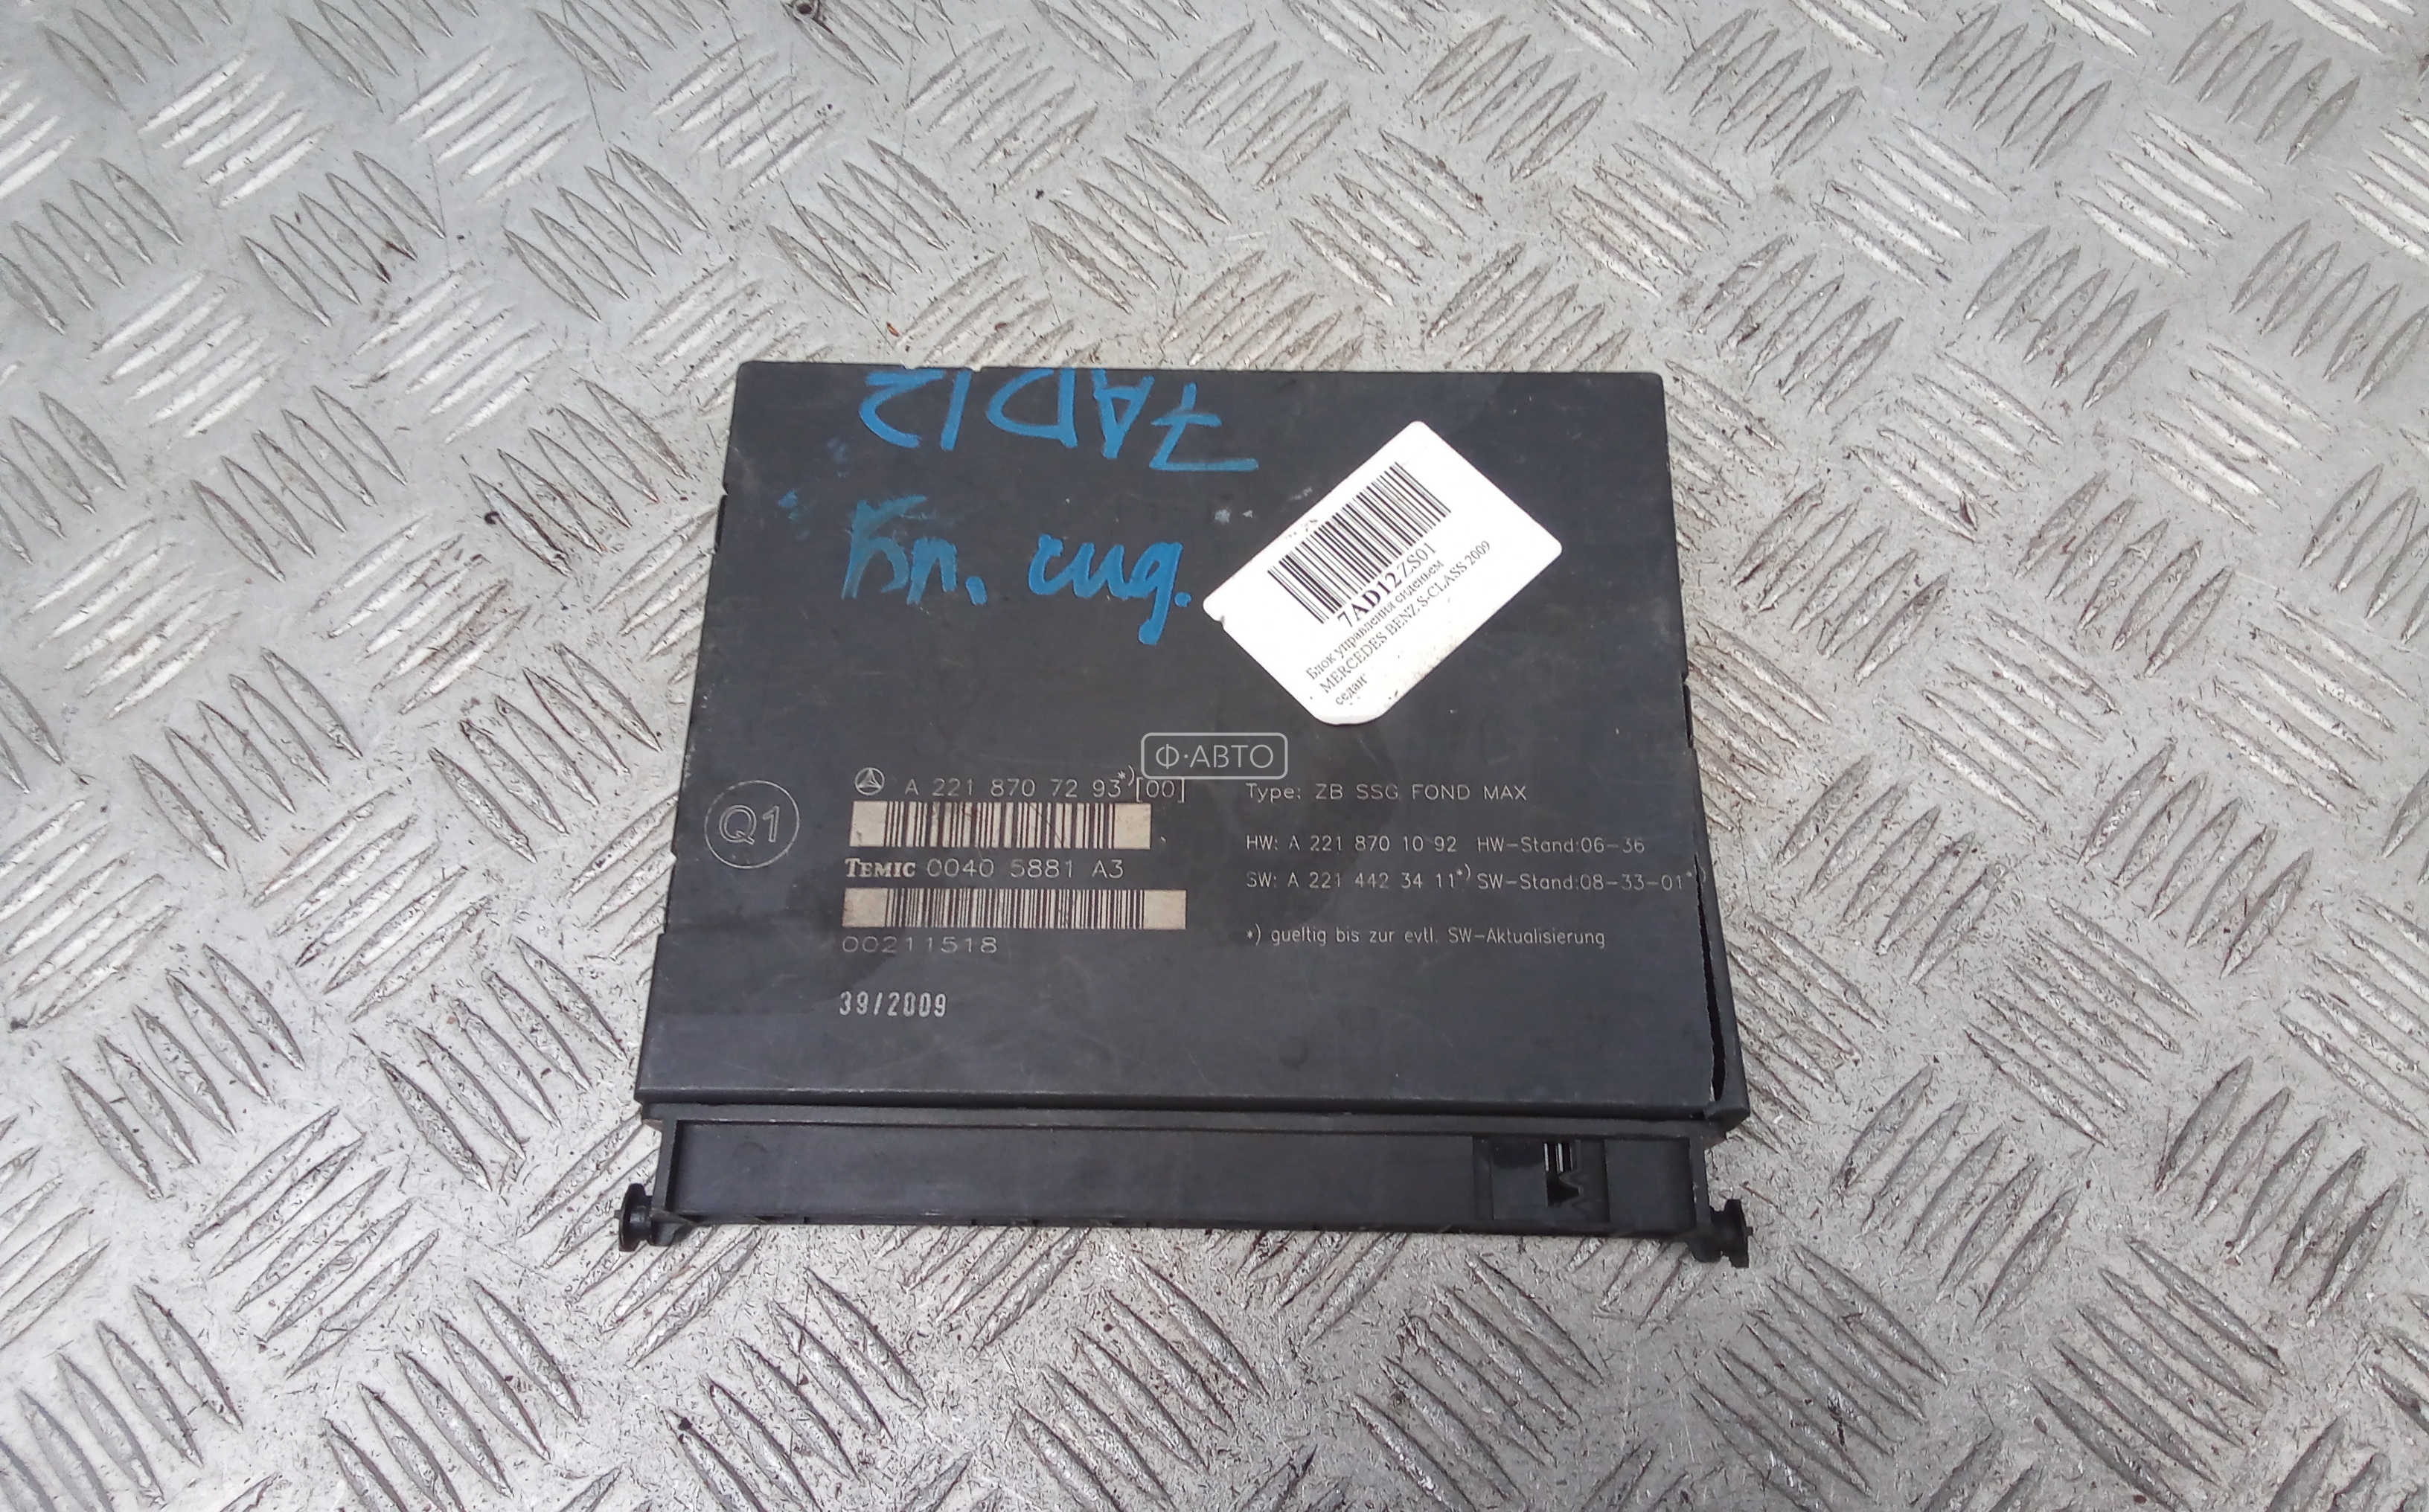 7AD12
Кп. сид.
7AD12ZS01
Блок управления сиденьем
MERCEDES BENZ S-CLASS 2009
седан
Ф·АВТО
Q1
A 221 870 72 93*) [00]
TEMIC 0040 5881 A3
00211518
39/2009
Type: ZB SSG FOND MAX
HW: A 221 870 10 92 HW-Stand:06-36
SW: A 221 442 34 11*) SW-Stand:08-33-01*)
*) gueltig bis zur evtl. SW-Aktualisierung